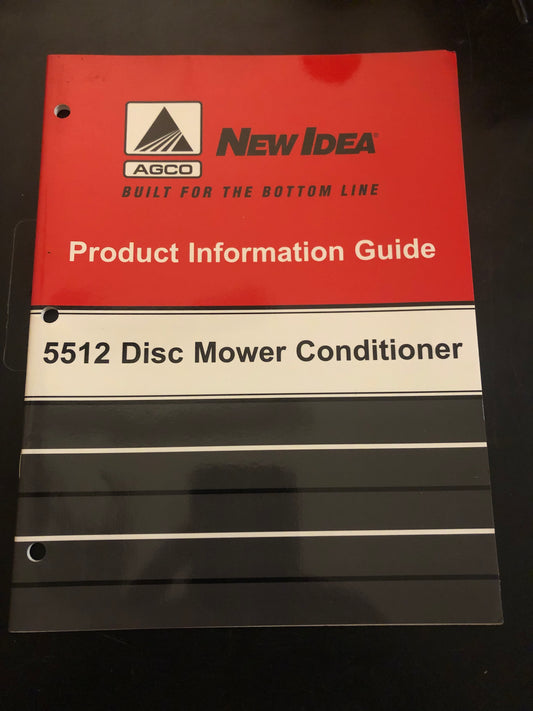 AGCO
NEW IDEA®
BUILT FOR THE BOTTOM LINE
Product Information Guide
5512 Disc Mower Conditioner